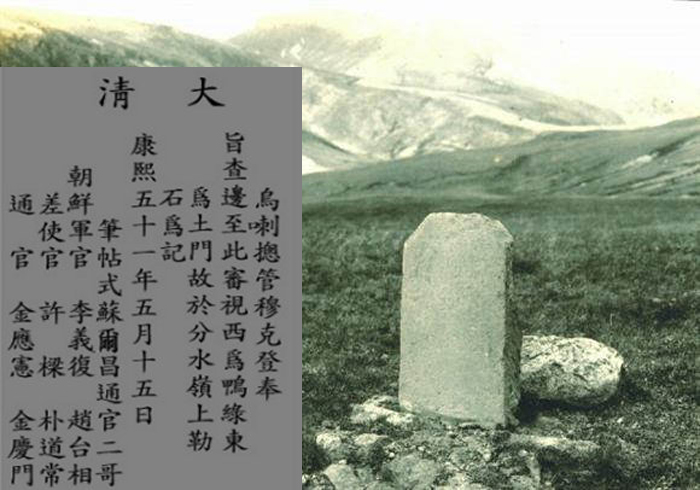 大清
烏喇摠管穆克登奉
旨查邊至此審視西爲鴨綠東
爲土門故於分水嶺上勒
石爲記
康熙五十一年五月十五日
筆帖式蘇爾昌通官二哥
朝鮮軍官 李義復 趙台相
差使官 許樑 朴道常
通官 金應憲 金慶門